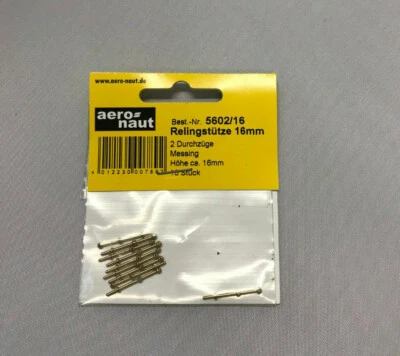 www.aero-naut.de
aero-
naut
Best.-Nr. 5602/16
Relingstütze 16mm
2 Durchzüge
Messing
Höhe ca. 16mm
10 Stück